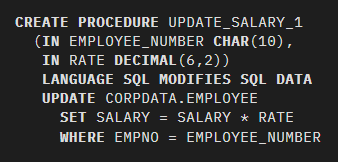 CREATE PROCEDURE UPDATE_SALARY_1
(IN EMPLOYEE_NUMBER CHAR(10),
IN RATE DECIMAL(6,2))
LANGUAGE SQL MODIFIES SQL DATA
UPDATE CORPDATA.EMPLOYEE
SET SALARY = SALARY * RATE
WHERE EMPNO = EMPLOYEE_NUMBER